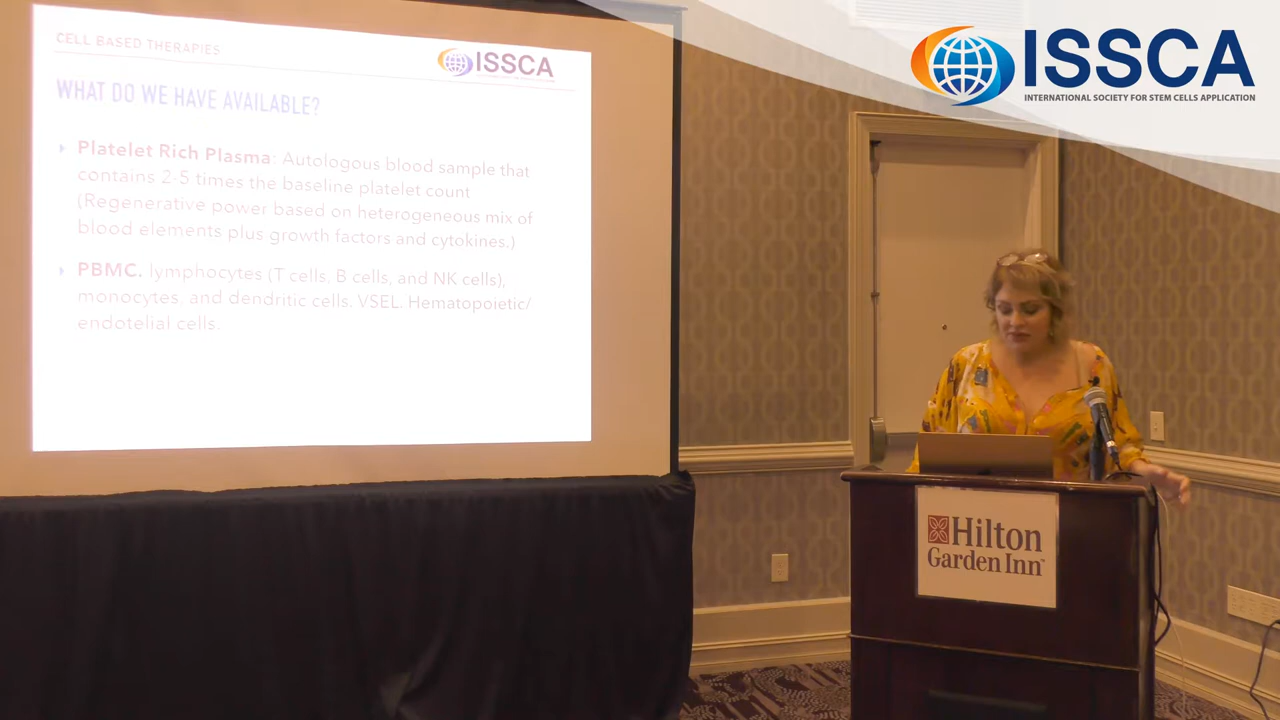 CELL BASED THERAPIES
ISSCA
WHAT DO WE HAVE AVAILABLE?
Platelet Rich Plasma: Autologous blood sample that
contains 2-5 times the baseline platelet count
(Regenerative power based on heterogeneous mix of
blood elements plus growth factors and cytokines.)
PBMC. lymphocytes (T cells, B cells, and NK cells),
monocytes, and dendritic cells. VSEL. Hematopoietic/
endotelial cells.
ISSCA
INTERNATIONAL SOCIETY FOR STEM CELLS APPLICATION
Hilton
Garden Inn